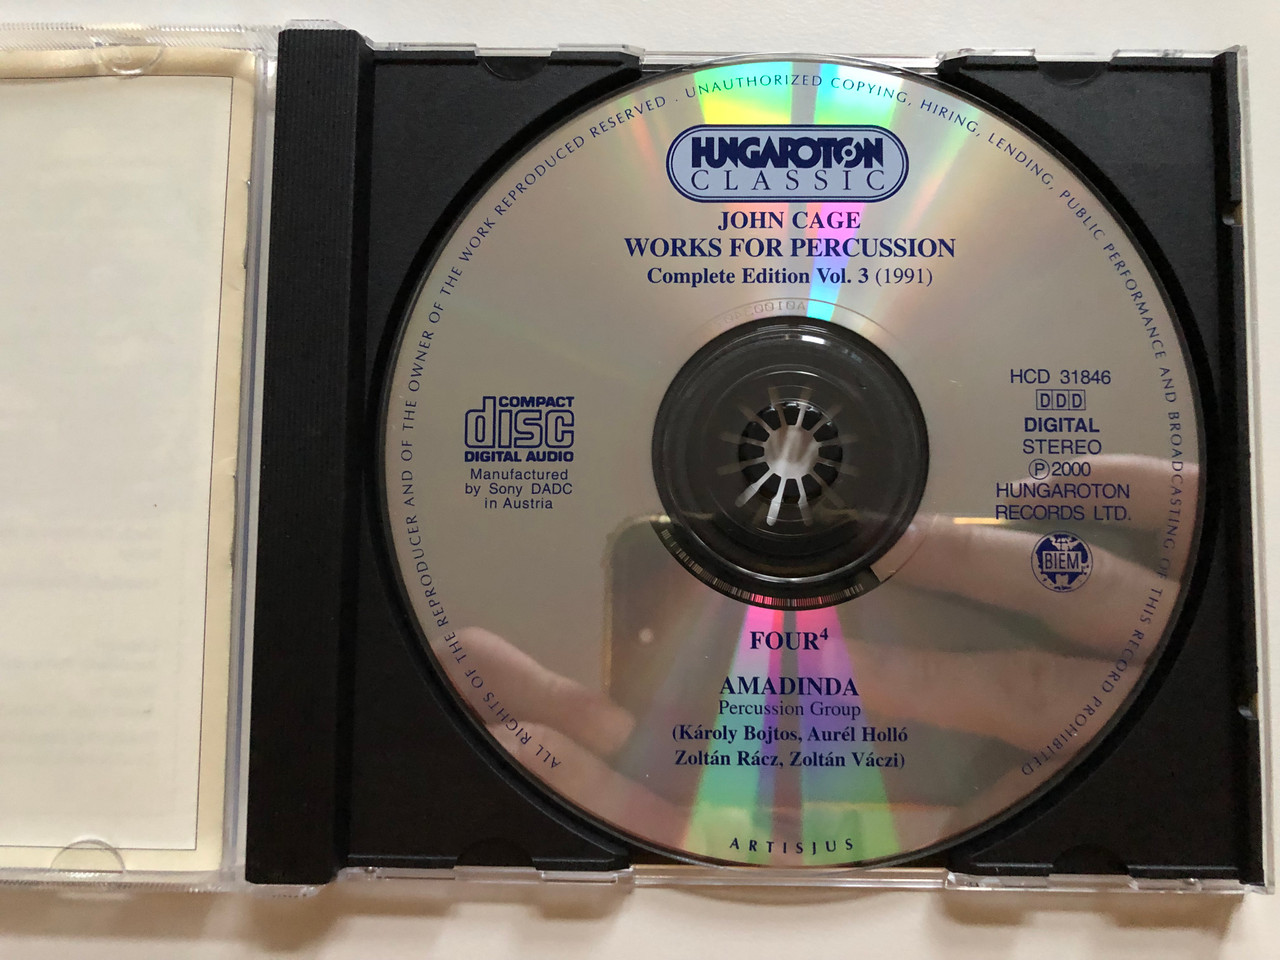 ALL RIGHTS OF THE REPRODUCER AND OF THE OWNER OF THE WORK REPRODUCED RESERVED . UNAUTHORIZED COPYING, HIRING, LENDING, PUBLIC PERFORMANCE AND BROADCASTING OF THIS RECORD PROHIBITED
HUNGAROTON
CLASSIC
JOHN CAGE
WORKS FOR PERCUSSION
Complete Edition Vol. 3 (1991)
COMPACT
disc
DIGITAL AUDIO
Manufactured
by Sony DADC
in Austria
HCD 31846
DDD
DIGITAL
STEREO
Ⓟ2000
HUNGAROTON
RECORDS LTD.
BIEM
FOUR⁴
AMADINDA
Percussion Group
(Károly Bojtos, Aurél Holló
Zoltán Rácz, Zoltán Váczi)
ARTISJUS